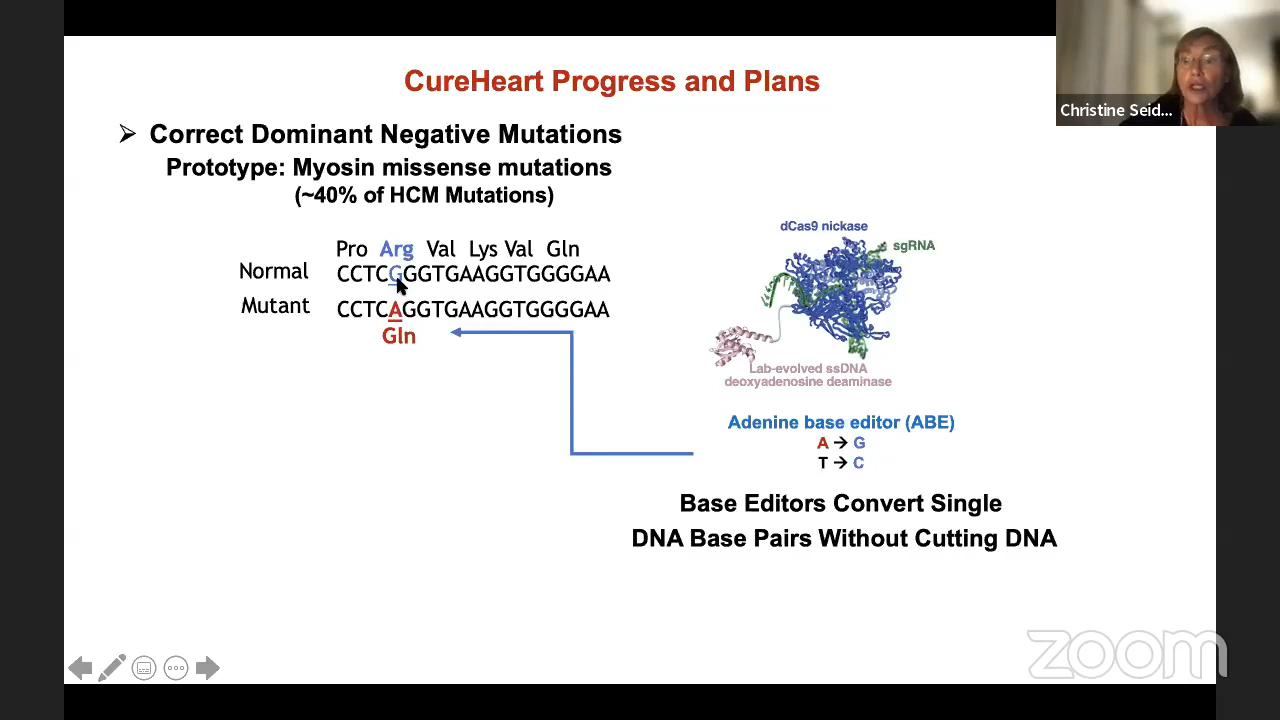 CureHeart Progress and Plans
Christine Seid...
Correct Dominant Negative Mutations
Prototype: Myosin missense mutations
(~40% of HCM Mutations)
Pro Arg Val Lys Val Gln
Normal CCTCGGGTGAAGGTGGGGAA
Mutant CCTCAGGTGAAGGTGGGGAA
Gln
dCas9 nickase
sgRNA
Lab-evolved ssDNA
deoxyadenosine deaminase
Adenine base editor (ABE)
A → G
T → C
Base Editors Convert Single
DNA Base Pairs Without Cutting DNA
zoom